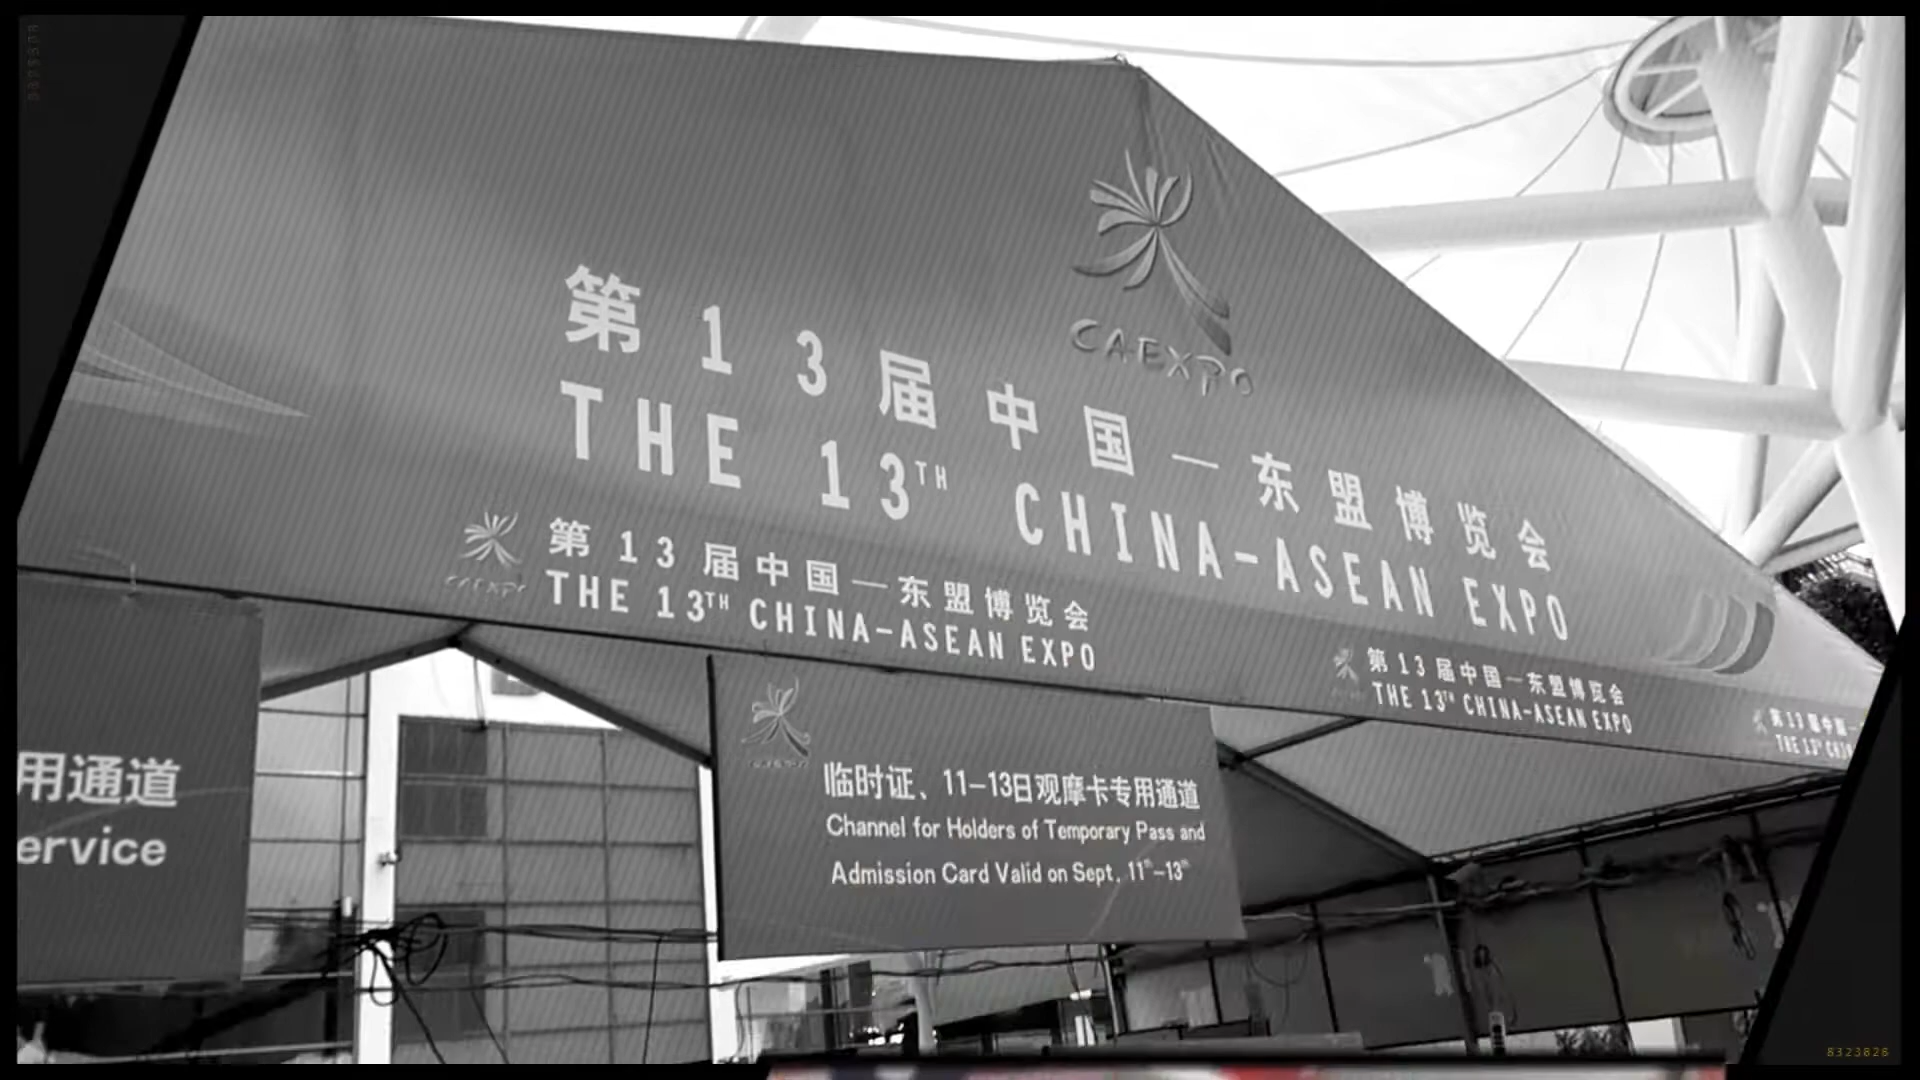 CAEXPO
第13届中国—东盟博览会
THE 13TH CHINA-ASEAN EXPO
CAEXPO
第13届中国—东盟博览会
THE 13TH CHINA-ASEAN EXPO
第13届中国—东盟博览会
THE 13TH CHINA-ASEAN EXPO
第13届中国—
THE 13TH
用通道
ervice
临时证、11-13日观摩卡专用通道
Channel for Holders of Temporary Pass and
Admission Card Valid on Sept. 11th-13th
8323828